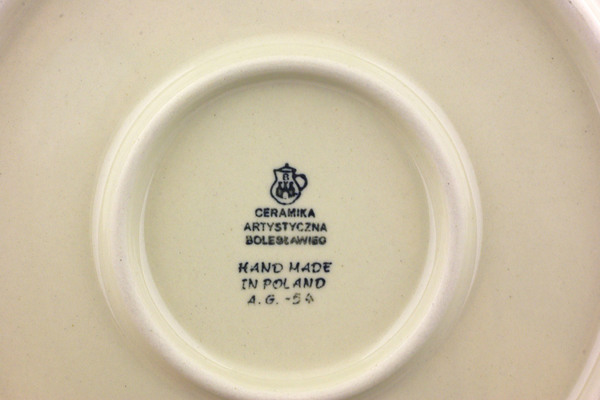 CERAMIKA
ARTYSTYCZNA
BOLESŁAWIEC
HAND MADE
IN POLAND
A.G. -54